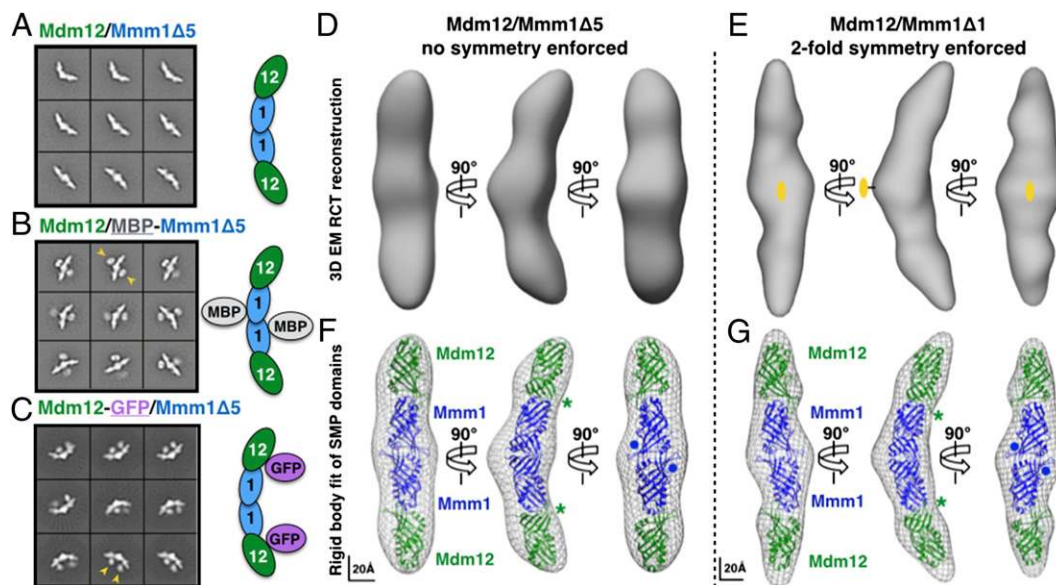 A
Mdm12/Mmm1Δ5
12
1
1
12
B
Mdm12/MBP-Mmm1Δ5
12
1
MBP
MBP
1
12
C
Mdm12-GFP/Mmm1Δ5
12
GFP
1
1
GFP
12
D
Mdm12/Mmm1Δ5
no symmetry enforced
3D EM RCT reconstruction
90°
90°
E
Mdm12/Mmm1Δ1
2-fold symmetry enforced
90°
90°
F
Rigid body fit of SMP domains
Mdm12
Mmm1
*
90°
90°
Mmm1
*
Mdm12
20Å
G
Mdm12
Mmm1
*
90°
90°
Mmm1
*
Mdm12
20Å